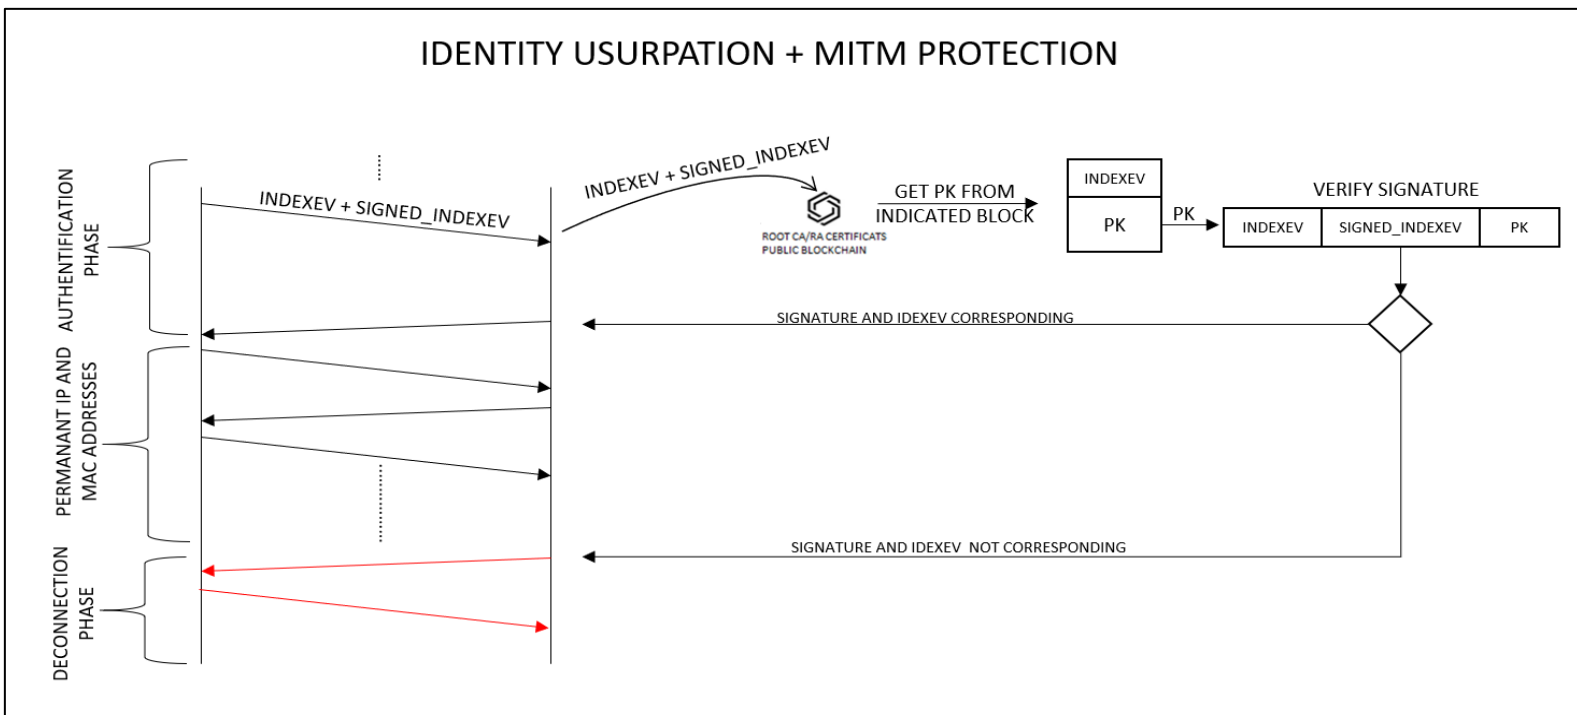 IDENTITY USURPATION + MITM PROTECTION
AUTHENTIFICATION
PHASE
INDEXEV + SIGNED_INDEXEV
INDEXEV + SIGNED_INDEXEV
ROOT CA/RA CERTIFICATS
PUBLIC BLOCKCHAIN
GET PK FROM
INDICATED BLOCK
INDEXEV
PK
PK
VERIFY SIGNATURE
INDEXEV
SIGNED_INDEXEV
PK
SIGNATURE AND IDEXEV CORRESPONDING
PERMANANT IP AND
MAC ADDRESSES
SIGNATURE AND IDEXEV NOT CORRESPONDING
DECONNECTION
PHASE